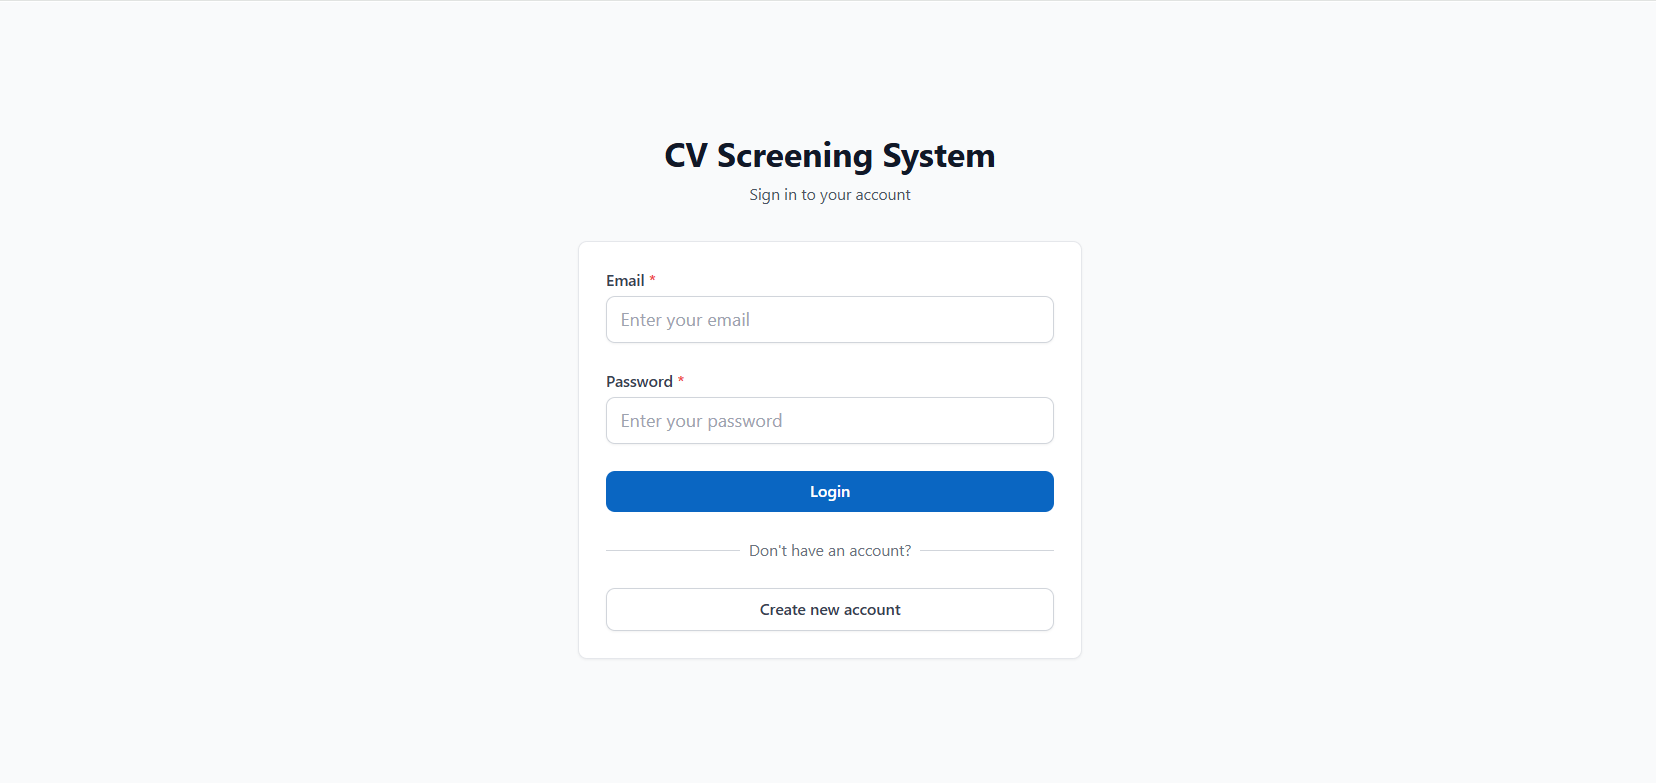 CV Screening System
Sign in to your account
Email *
Enter your email
Password *
Enter your password
Login
Don't have an account?
Create new account